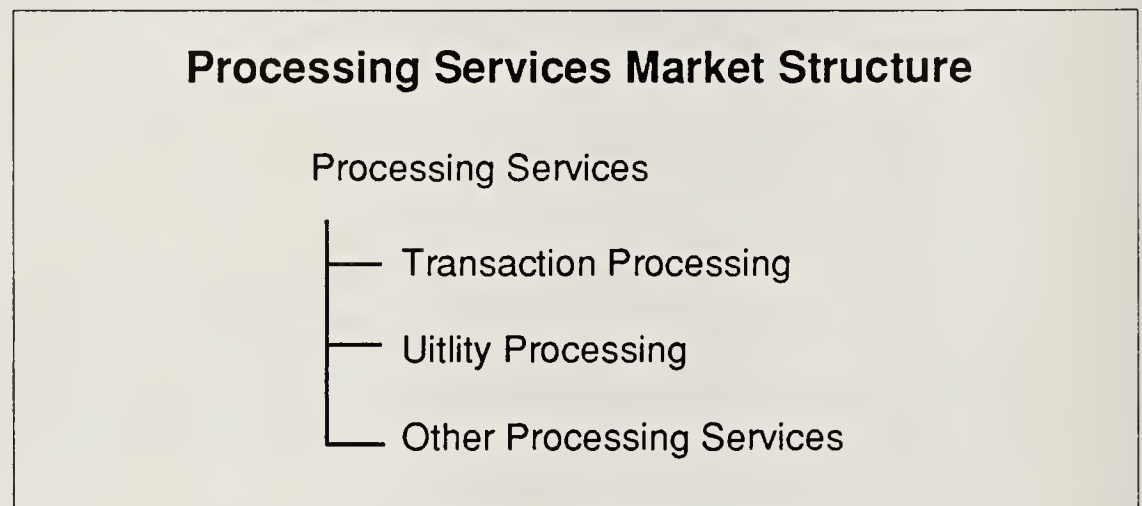 Processing Services Market Structure
Processing Services
Transaction Processing
Uitlity Processing
Other Processing Services